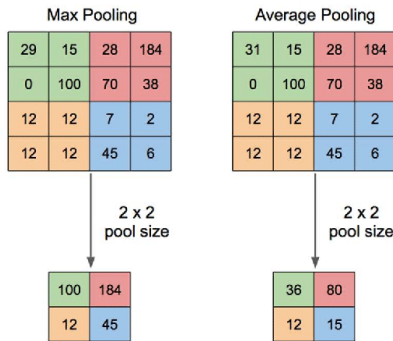 Max Pooling
29 15 28 184
0 100 70 38
12 12 7 2
12 12 45 6
2 x 2
pool size
100 184
12 45
Average Pooling
31 15 28 184
0 100 70 38
12 12 7 2
12 12 45 6
2 x 2
pool size
36 80
12 15